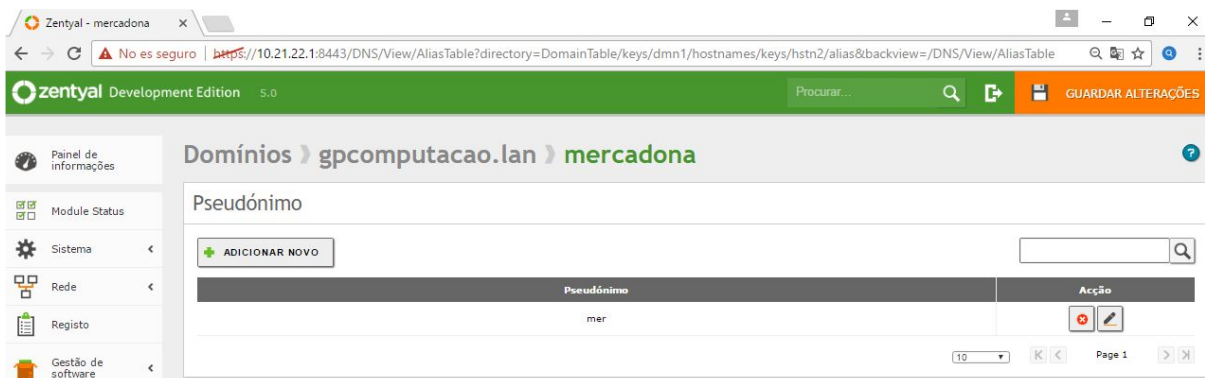 Zentyal - mercadona
No es seguro | https://10.21.22.1:8443/DNS/View/AliasTable?directory=DomainTable/keys/dmn1/hostnames/keys/hstn2/alias&backview=/DNS/View/AliasTable
zentyal Development Edition 5.0
Procurar...
GUARDAR ALTERAÇÕES
Painel de
informações
Module Status
Sistema
Rede
Registo
Gestão de
software
Domínios gpcomputacao.lan mercadona
Pseudónimo
ADICIONAR NOVO
Pseudónimo Acção
mer
10 Page 1